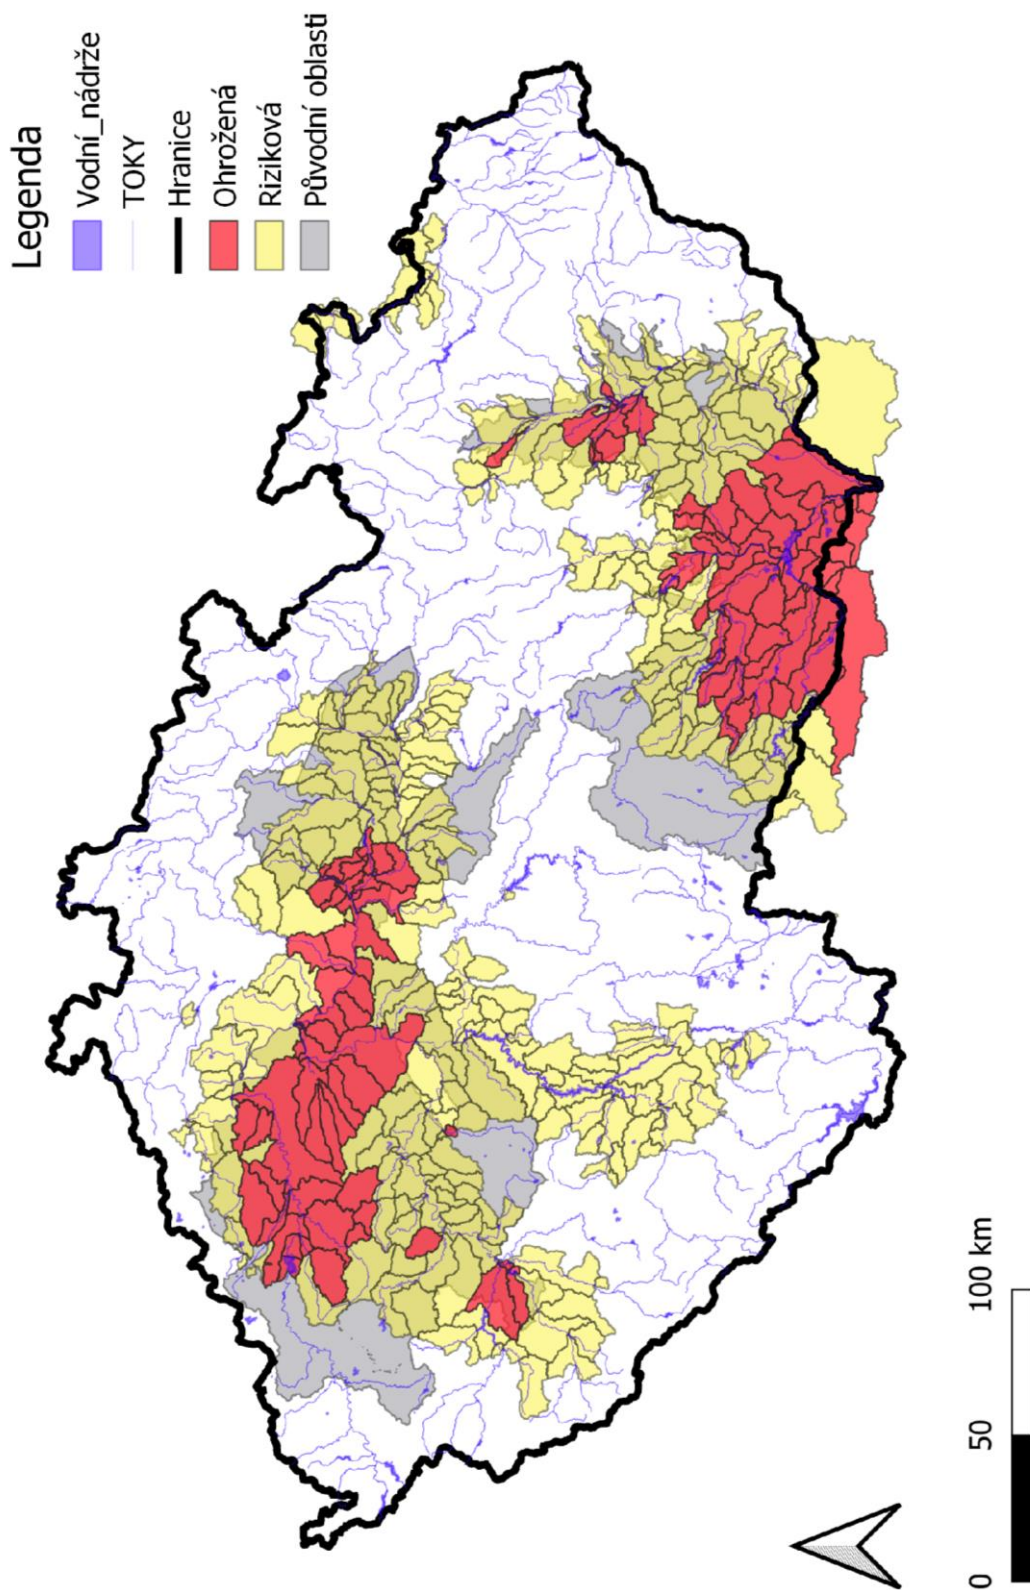 Legenda
Vodní_nádrže
TOKY
Hranice
Ohrožená
Riziková
Původní oblasti
0 50 100 km